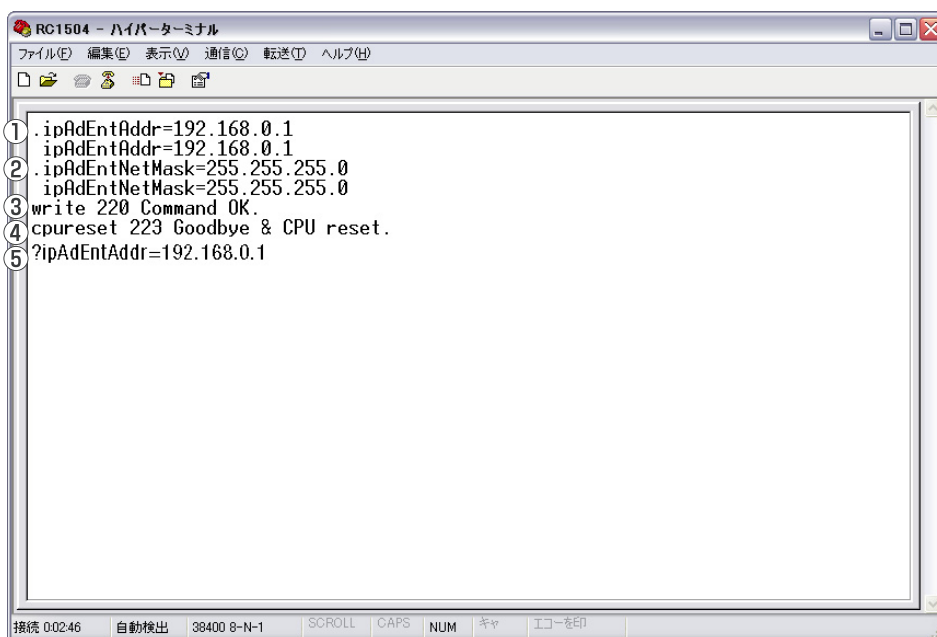 RC1504 - ハイパーターミナル
ファイル(F) 編集(E) 表示(V) 通信(C) 転送(T) ヘルプ(H)
① .ipAdEntAddr=192.168.0.1
ipAdEntAddr=192.168.0.1
② .ipAdEntNetMask=255.255.255.0
ipAdEntNetMask=255.255.255.0
③ write 220 Command OK.
④ cpureset 223 Goodbye & CPU reset.
⑤ ?ipAdEntAddr=192.168.0.1
接続 0:02:46 自動検出 38400 8-N-1 SCROLL CAPS NUM キャ エコーを印